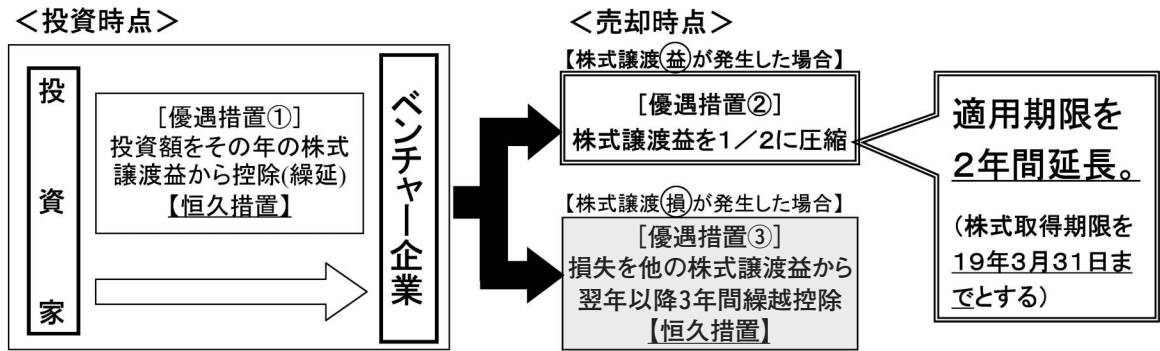 ＜投資時点＞
投資家
［優遇措置①］
投資額をその年の株式
譲渡益から控除(繰延)
【恒久措置】
ベンチャー企業
＜売却時点＞
【株式譲渡益が発生した場合】
［優遇措置②］
株式譲渡益を１／２に圧縮
【株式譲渡損が発生した場合】
［優遇措置③］
損失を他の株式譲渡益から
翌年以降3年間繰越控除
【恒久措置】
適用期限を
２年間延長。
（株式取得期限を
19年3月31日ま
でとする）